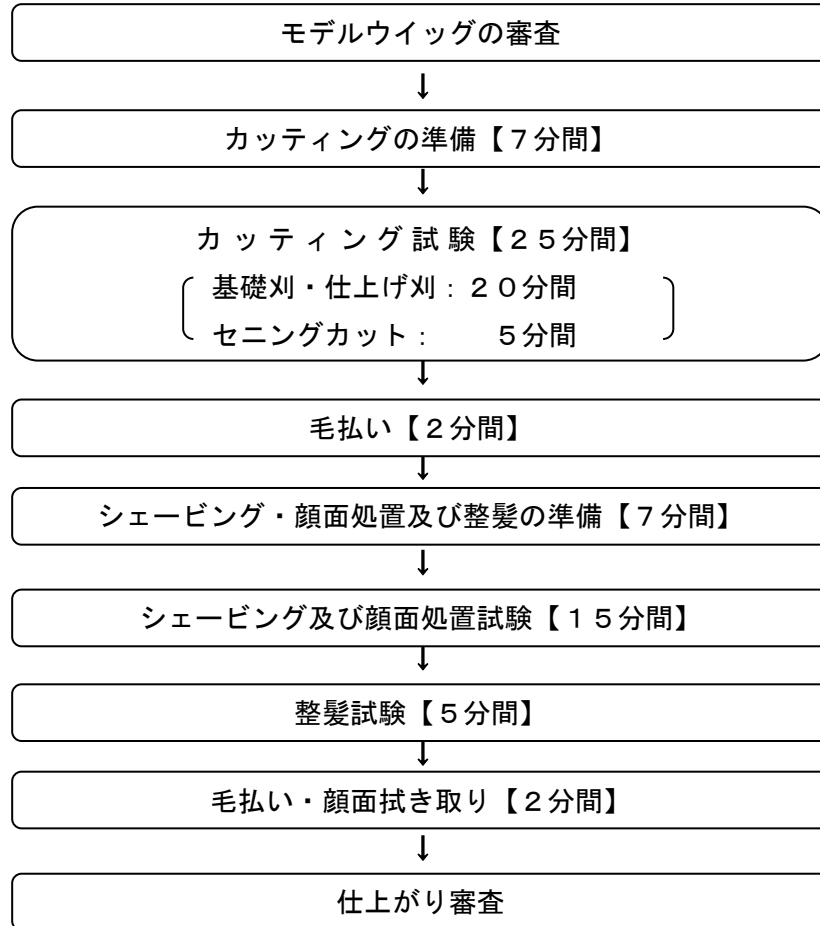 モデルウイッグの審査
↓
カッティングの準備【７分間】
↓
カッティング試験【２５分間】
基礎刈・仕上げ刈：２０分間
セニングカット：　　５分間
↓
毛払い【２分間】
↓
シェービング・顔面処置及び整髪の準備【７分間】
↓
シェービング及び顔面処置試験【１５分間】
↓
整髪試験【５分間】
↓
毛払い・顔面拭き取り【２分間】
↓
仕上がり審査